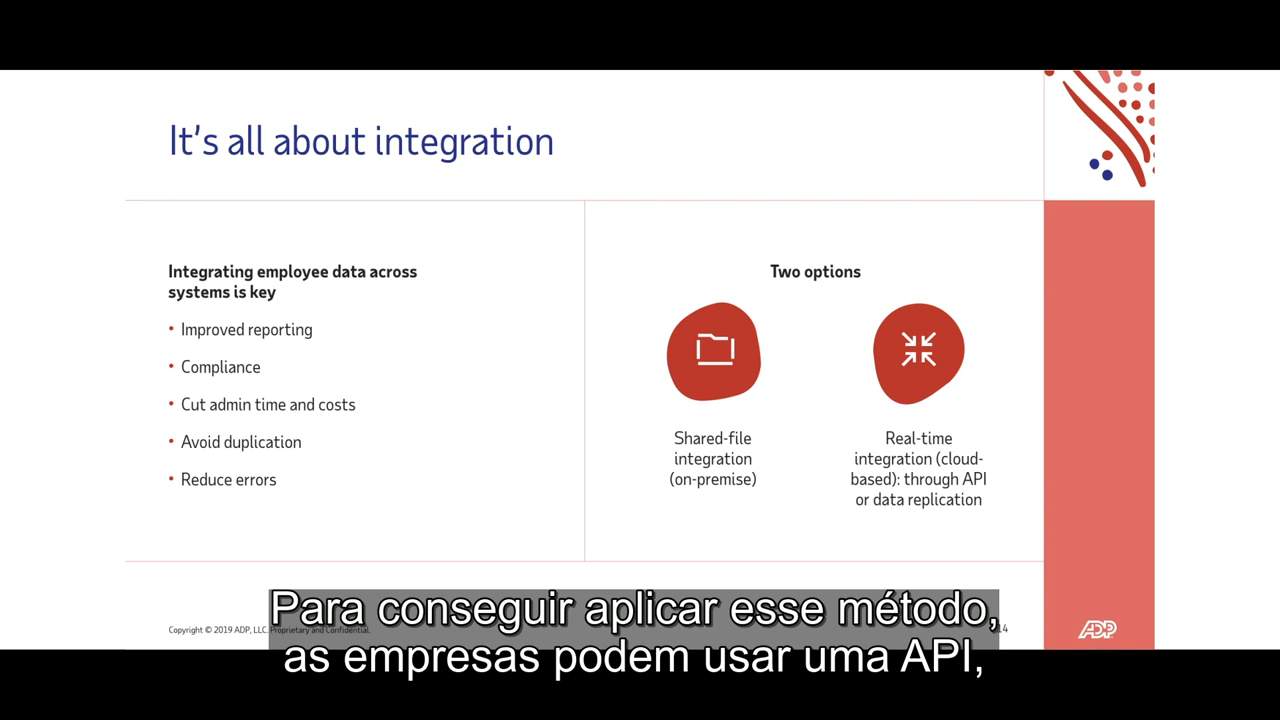 It's all about integration
Integrating employee data across
systems is key
• Improved reporting
• Compliance
• Cut admin time and costs
• Avoid duplication
• Reduce errors
Two options
Shared-file
integration
(on-premise)
Real-time
integration (cloud-
based): through API
or data replication
Copyright © 2019 ADP, LLC. Proprietary and Confidential.
14
ADP
Para conseguir aplicar esse método,
as empresas podem usar uma API,